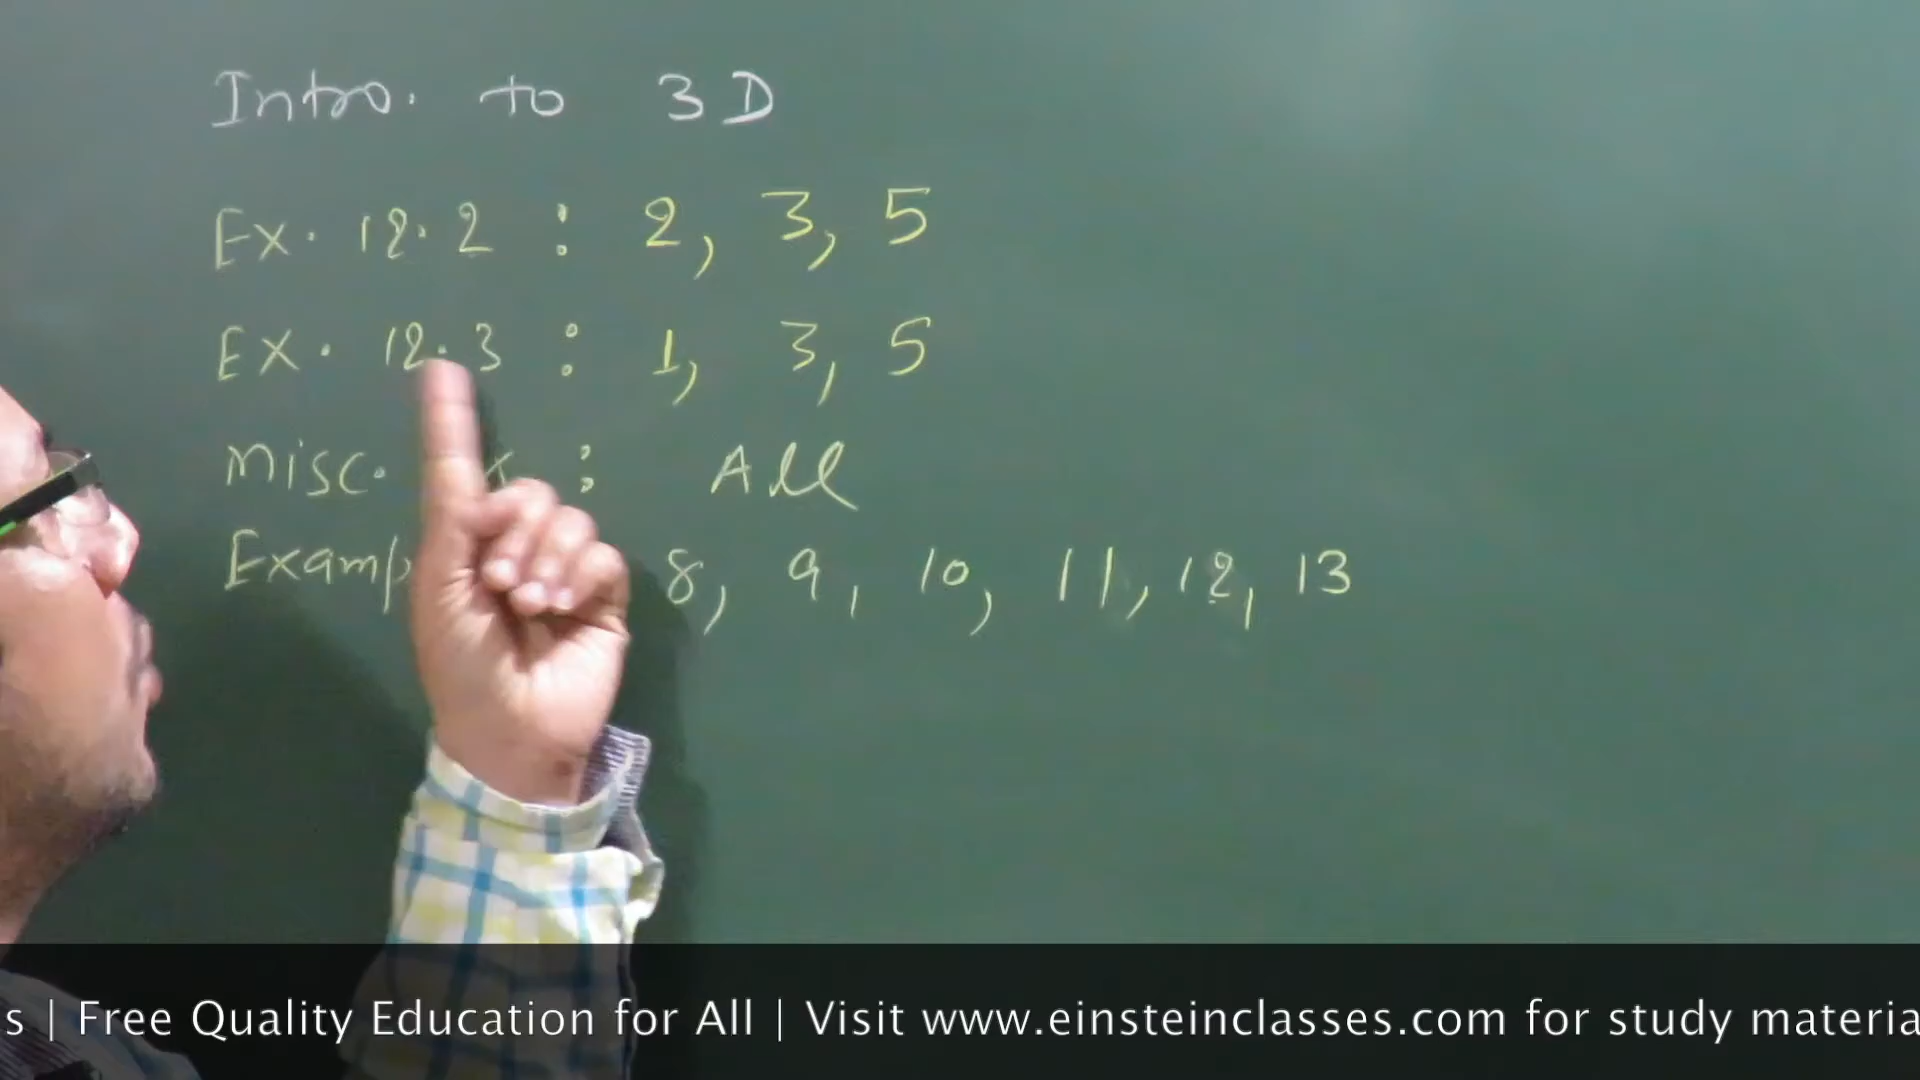 Intro. to 3D
Ex. 12.2 : 2, 3, 5
Ex. 12.3 : 1, 3, 5
Misc. : All
8, 9, 10, 11, 12, 13
s | Free Quality Education for All | Visit www.einsteinclasses.com for study materia